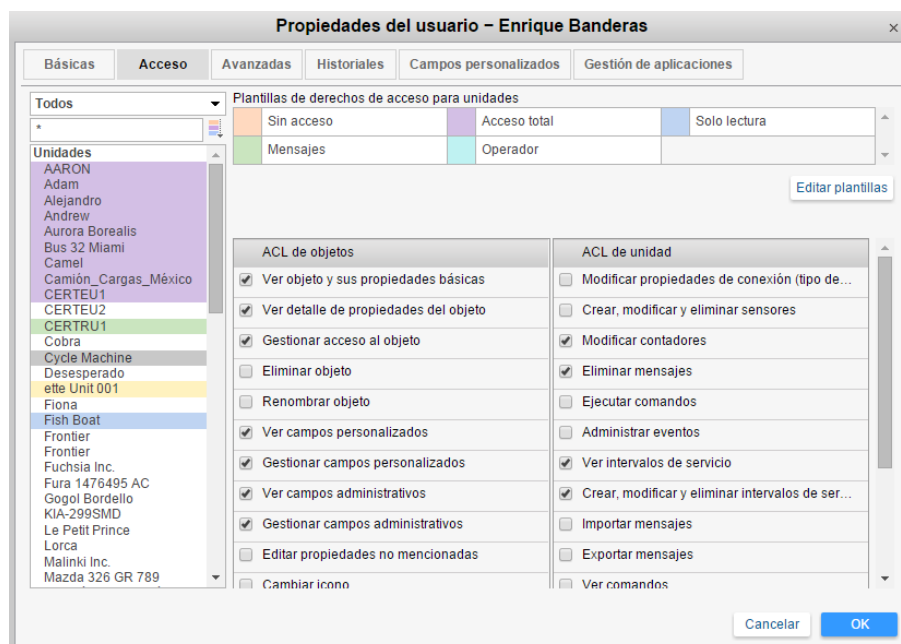 Propiedades del usuario – Enrique Banderas
×
Básicas
Acceso
Avanzadas
Historiales
Campos personalizados
Gestión de aplicaciones
Todos
*
Unidades
AARON
Adam
Alejandro
Andrew
Aurora Borealis
Bus 32 Miami
Camel
Camión_Cargas_México
CERTEU1
CERTEU2
CERTRU1
Cobra
Cycle Machine
Desesperado
ette Unit 001
Fiona
Fish Boat
Frontier
Frontier
Fuchsia Inc.
Fura 1476495 AC
Gogol Bordello
KIA-299SMD
Le Petit Prince
Lorca
Malinki Inc.
Mazda 326 GR 789
Plantillas de derechos de acceso para unidades
Sin acceso
Acceso total
Solo lectura
Mensajes
Operador
Editar plantillas
ACL de objetos
Ver objeto y sus propiedades básicas
Ver detalle de propiedades del objeto
Gestionar acceso al objeto
Eliminar objeto
Renombrar objeto
Ver campos personalizados
Gestionar campos personalizados
Ver campos administrativos
Gestionar campos administrativos
Editar propiedades no mencionadas
Cambiar icono
ACL de unidad
Modificar propiedades de conexión (tipo de...
Crear, modificar y eliminar sensores
Modificar contadores
Eliminar mensajes
Ejecutar comandos
Administrar eventos
Ver intervalos de servicio
Crear, modificar y eliminar intervalos de ser...
Importar mensajes
Exportar mensajes
Ver comandos
Cancelar
OK